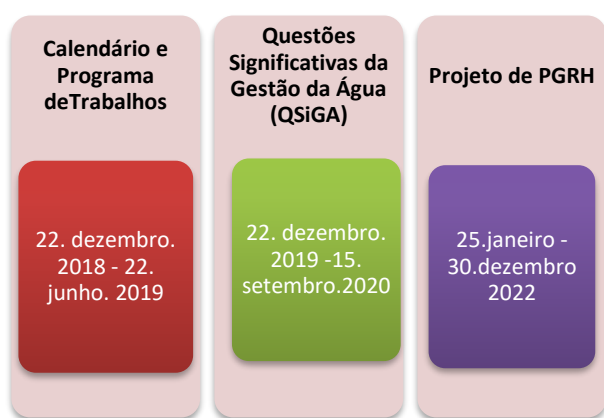 Calendário e
Programa
deTrabalhos
22. dezembro.
2018 - 22.
junho. 2019
Questões
Significativas da
Gestão da Água
(QSiGA)
22. dezembro.
2019 -15.
setembro.2020
Projeto de PGRH
25.janeiro -
30.dezembro
2022